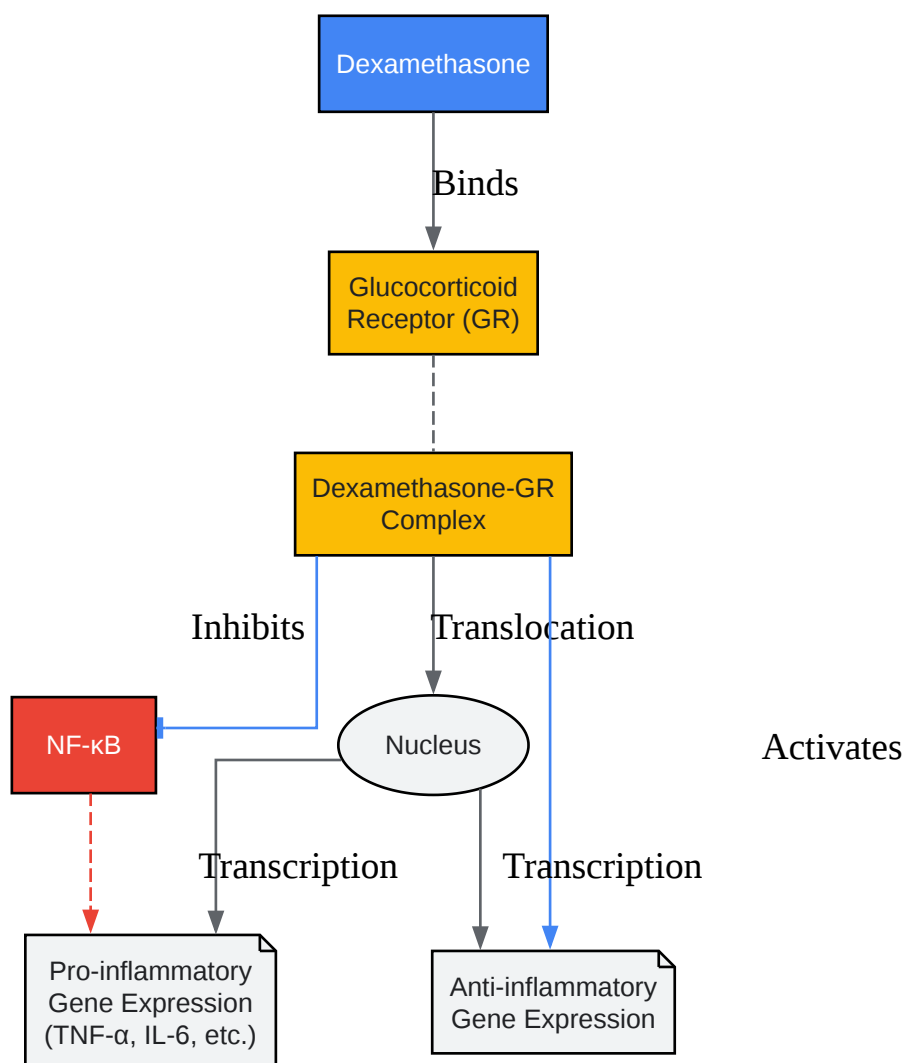 Dexamethasone
Binds
Glucocorticoid
Receptor (GR)
Dexamethasone-GR
Complex
Inhibits
Translocation
NF-κB
Nucleus
Activates
Transcription
Transcription
Pro-inflammatory
Gene Expression
(TNF-α, IL-6, etc.)
Anti-inflammatory
Gene Expression